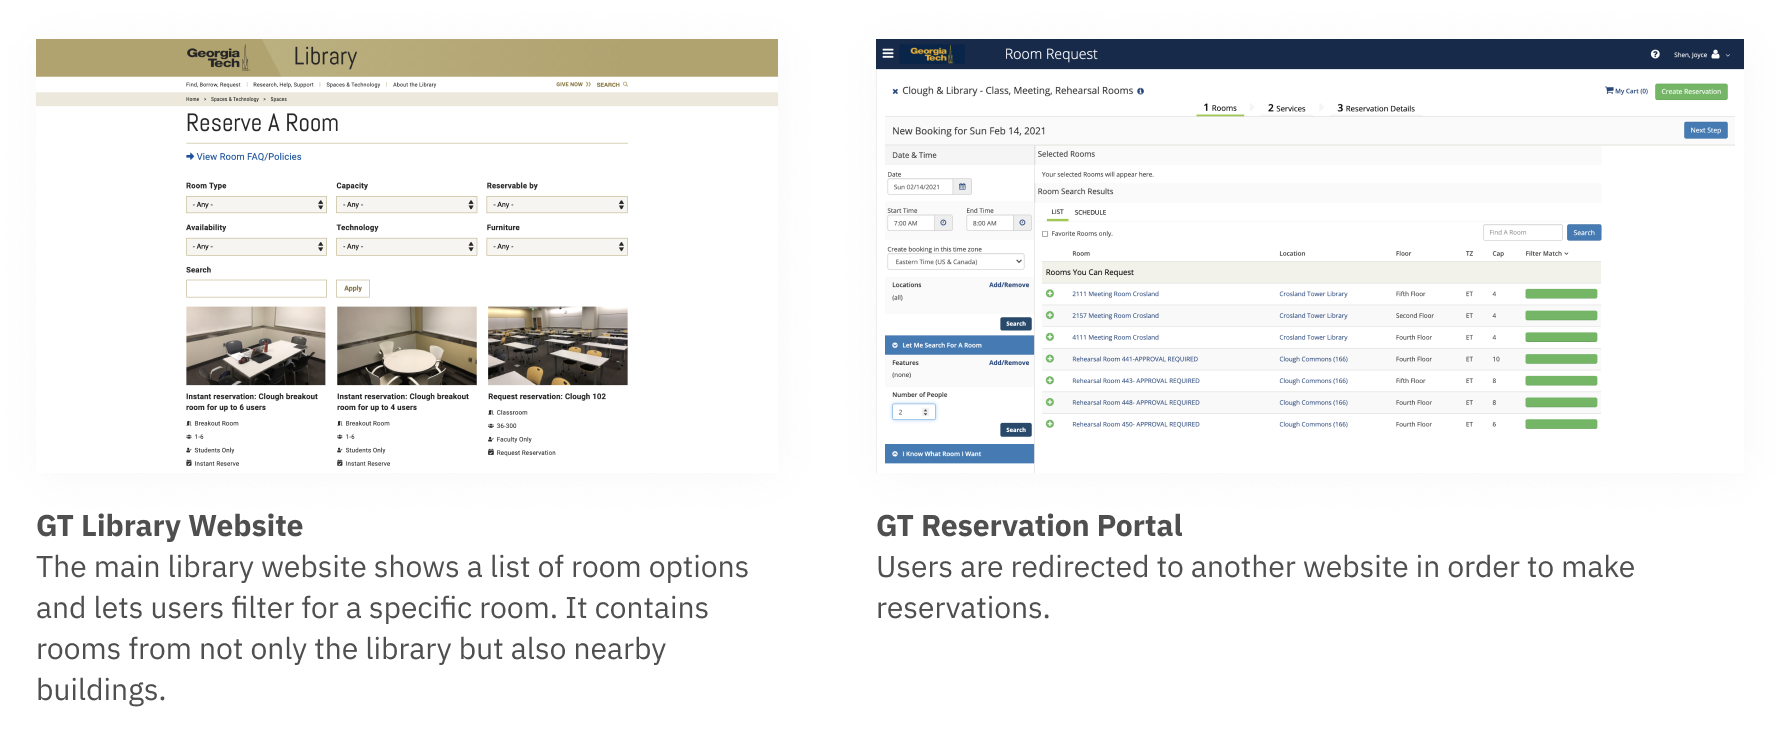 Georgia Tech
Library
Find, Borrow, Request | Research, Help, Support | Spaces & Technology | About the Library
GIVE NOW SEARCH
Home > Spaces & Technology > Spaces
Reserve A Room
View Room FAQ/Policies
Room Type Capacity Reservable by
- Any - - Any - - Any -
Availability Technology Furniture
- Any - - Any - - Any -
Search
Apply
Instant reservation: Clough breakout
room for up to 6 users
Breakout Room
1-6
Students Only
Instant Reserve
Instant reservation: Clough breakout
room for up to 4 users
Breakout Room
1-6
Students Only
Instant Reserve
Request reservation: Clough 102
Classroom
36-300
Faculty Only
Request Reservation
GT Library Website
The main library website shows a list of room options
and lets users filter for a specific room. It contains
rooms from not only the library but also nearby
buildings.
Georgia Tech
Room Request
Shen, Joyce
Clough & Library - Class, Meeting, Rehearsal Rooms
My Cart (0) Create Reservation
1 Rooms 2 Services 3 Reservation Details
New Booking for Sun Feb 14, 2021
Next Step
Date & Time
Date
Sun 02/14/2021
Start Time End Time
7:00 AM 8:00 AM
Create booking in this time zone
Eastern Time (US & Canada)
Locations Add/Remove
(all)
Search
Let Me Search For A Room
Features Add/Remove
(none)
Number of People
2
Search
I Know What Room I Want
Selected Rooms
Your selected Rooms will appear here.
Room Search Results
LIST SCHEDULE
Favorite Rooms only.
Find A Room Search
Room Location Floor TZ Cap Filter Match
Rooms You Can Request
2111 Meeting Room Crosland Crosland Tower Library Fifth Floor ET 4
2157 Meeting Room Crosland Crosland Tower Library Second Floor ET 4
4111 Meeting Room Crosland Crosland Tower Library Fourth Floor ET 4
Rehearsal Room 441-APPROVAL REQUIRED Clough Commons (166) Fourth Floor ET 10
Rehearsal Room 443- APPROVAL REQUIRED Clough Commons (166) Fifth Floor ET 8
Rehearsal Room 448- APPROVAL REQUIRED Clough Commons (166) Fourth Floor ET 8
Rehearsal Room 450- APPROVAL REQUIRED Clough Commons (166) Fourth Floor ET 6
GT Reservation Portal
Users are redirected to another website in order to make
reservations.